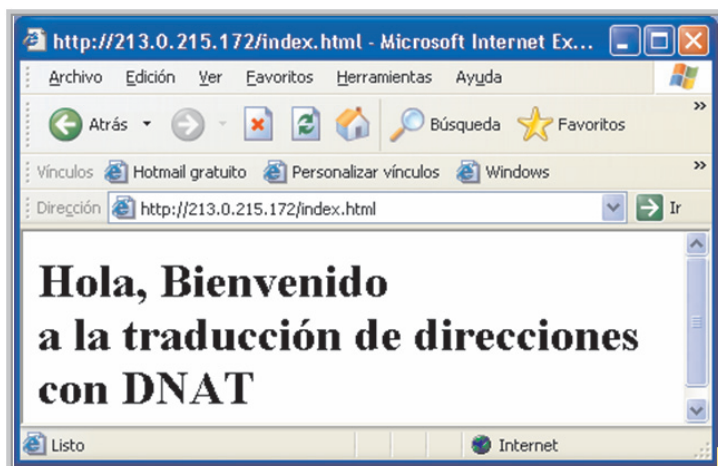 http://213.0.215.172/index.html - Microsoft Internet Ex...
Archivo Edición Ver Favoritos Herramientas Ayuda
Atrás Búsqueda Favoritos »
Vínculos Hotmail gratuito Personalizar vínculos Windows »
Dirección http://213.0.215.172/index.html Ir
Hola, Bienvenido
a la traducción de direcciones
con DNAT
Listo Internet